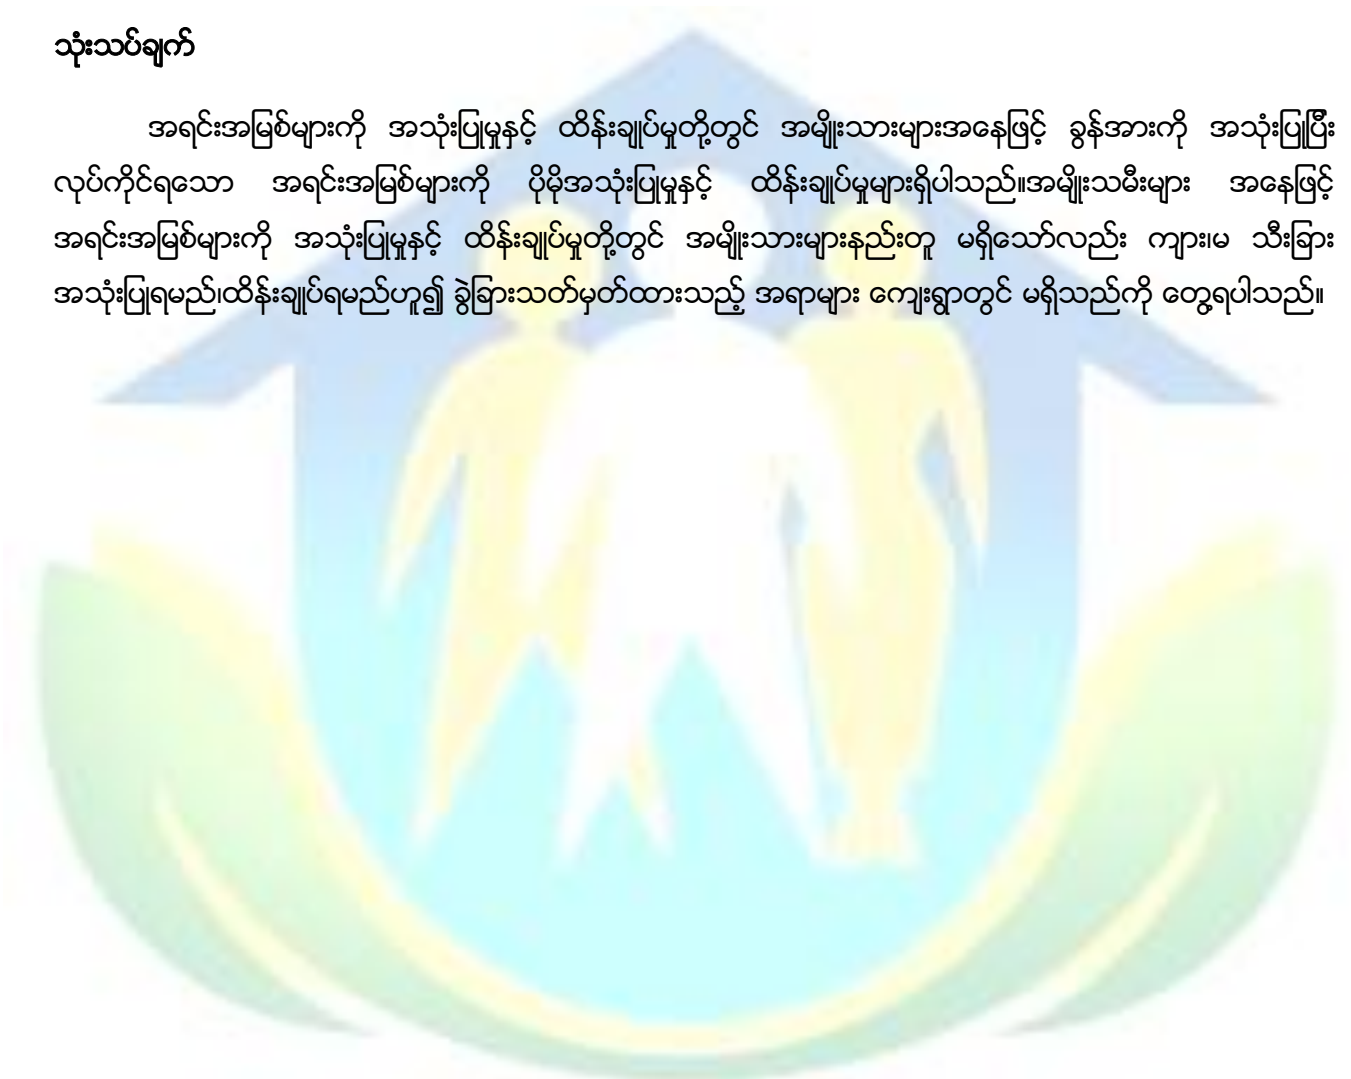 သုံးသပ်ချက်
အရင်းအမြစ်များကို အသုံးပြုမှုနှင့် ထိန်းချုပ်မှုတို့တွင် အမျိုးသားများအနေဖြင့် ခွန်အားကို အသုံးပြုပြီး
လုပ်ကိုင်ရသော အရင်းအမြစ်များကို ပိုမိုအသုံးပြုမှုနှင့် ထိန်းချုပ်မှုများရှိပါသည်။အမျိုးသမီးများ အနေဖြင့်
အရင်းအမြစ်များကို အသုံးပြုမှုနှင့် ထိန်းချုပ်မှုတို့တွင် အမျိုးသားများနည်းတူ မရှိသော်လည်း ကျား၊မ သီးခြား
အသုံးပြုရမည်၊ထိန်းချုပ်ရမည်ဟူ၍ ခွဲခြားသတ်မှတ်ထားသည့် အရာများ ကျေးရွာတွင် မရှိသည်ကို တွေ့ရပါသည်။